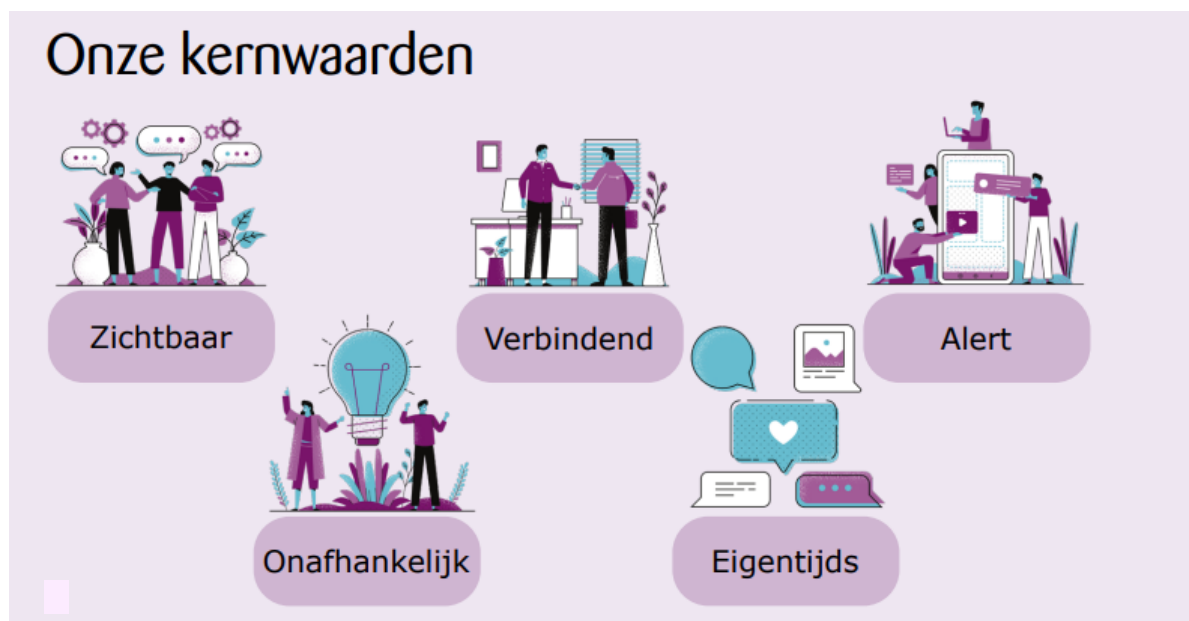 Onze kernwaarden
Zichtbaar
Verbindend
Alert
Onafhankelijk
Eigentijds